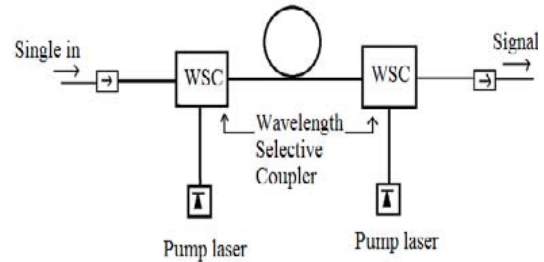 Single in
Signal
WSC
WSC
Wavelength
Selective
Coupler
Pump laser
Pump laser